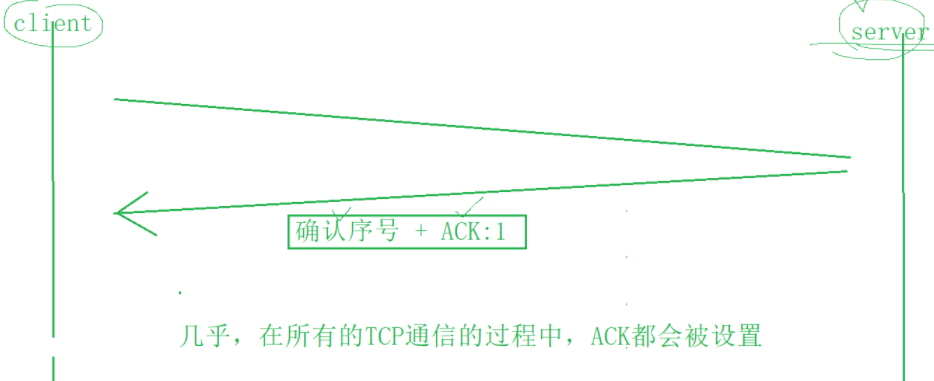 client
server
确认序号 + ACK:1
几乎，在所有的TCP通信的过程中，ACK都会被设置